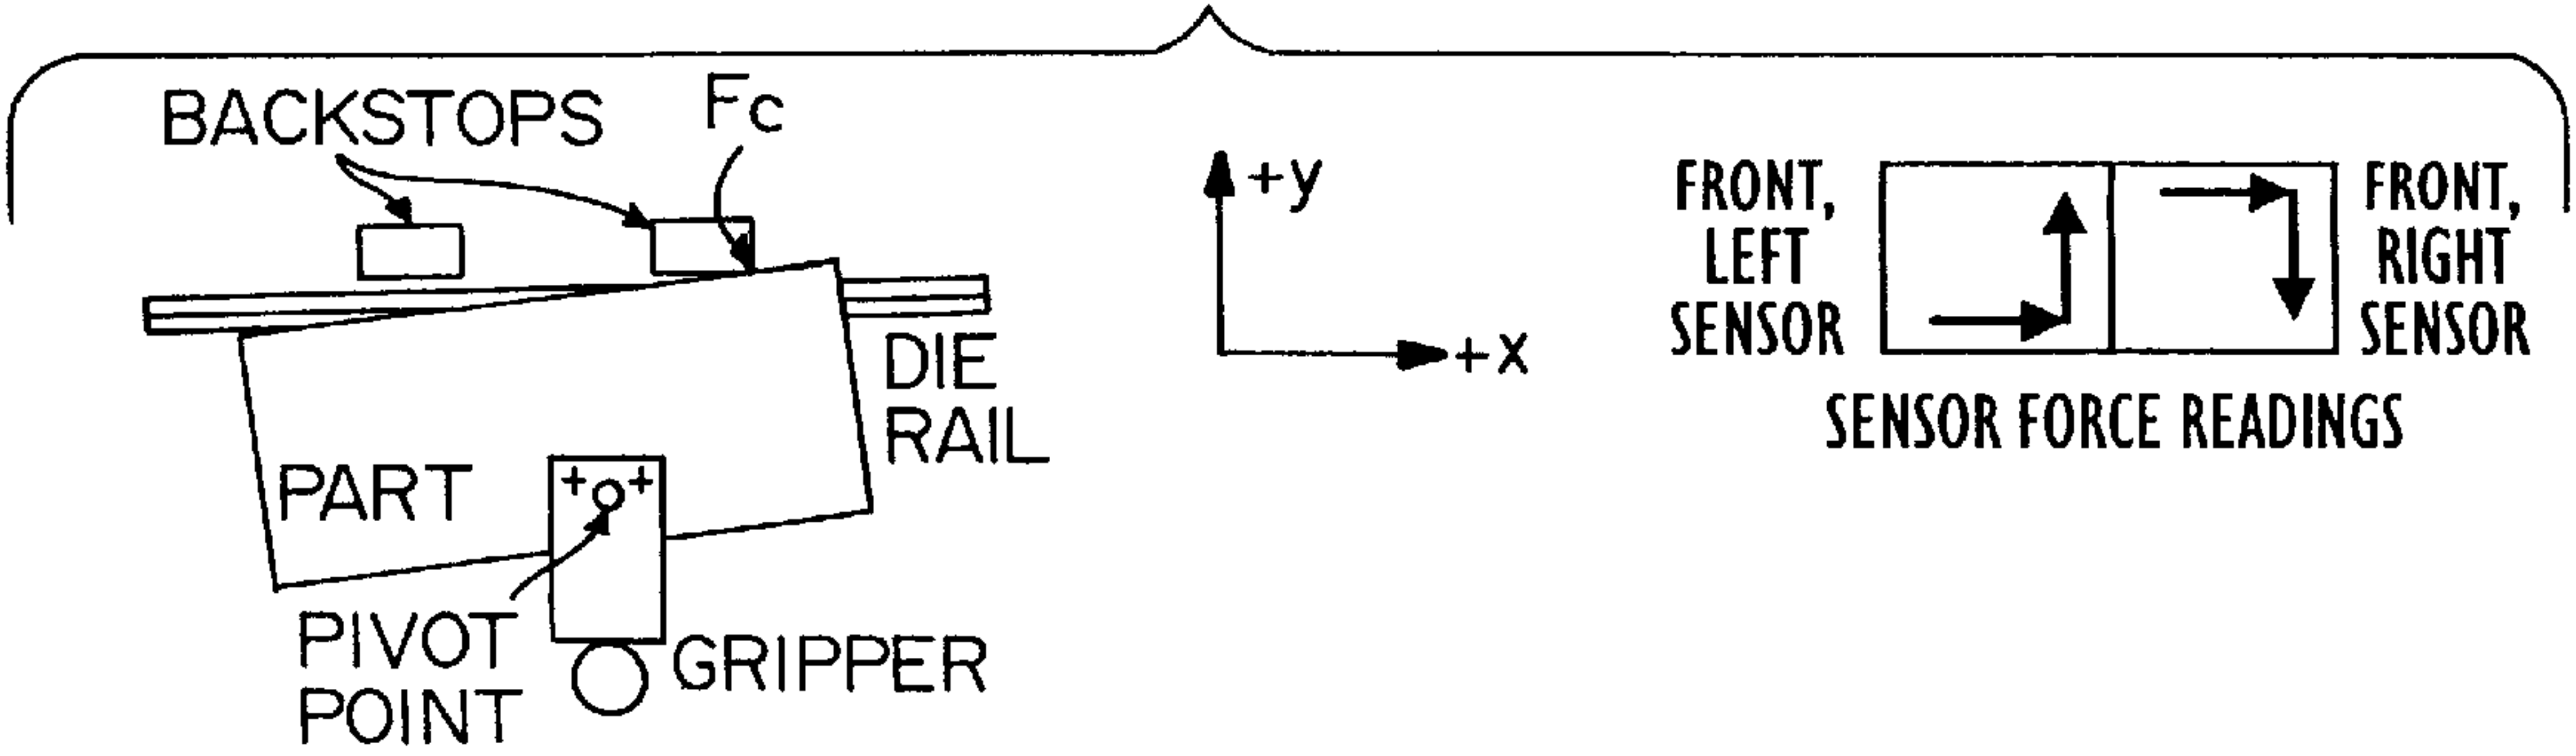 BACKSTOPS
Fc
PART
DIE
RAIL
PIVOT
POINT
GRIPPER
+y
+x
FRONT,
LEFT
SENSOR
FRONT,
RIGHT
SENSOR
SENSOR FORCE READINGS